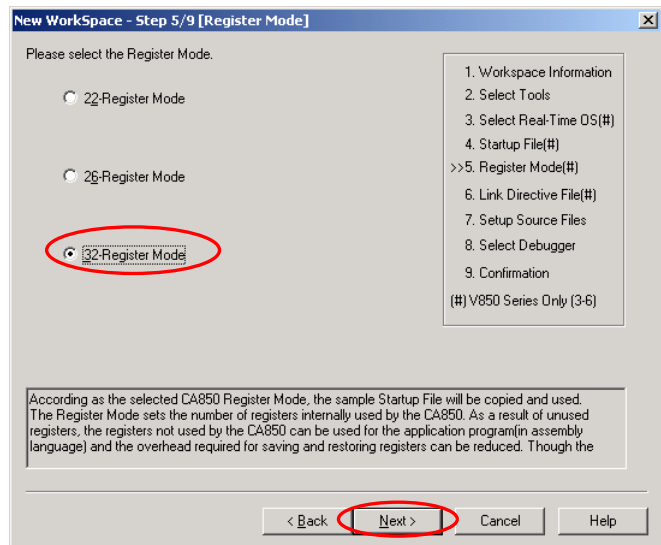 New WorkSpace - Step 5/9 [Register Mode]
Please select the Register Mode.
22-Register Mode
26-Register Mode
32-Register Mode
1. Workspace Information
2. Select Tools
3. Select Real-Time OS(#)
4. Startup File(#)
>>5. Register Mode(#)
6. Link Directive File(#)
7. Setup Source Files
8. Select Debugger
9. Confirmation
(#) V850 Series Only (3-6)
According as the selected CA850 Register Mode, the sample Startup File will be copied and used.
The Register Mode sets the number of registers internally used by the CA850. As a result of unused
registers, the registers not used by the CA850 can be used for the application program(in assembly
language) and the overhead required for saving and restoring registers can be reduced. Though the
< Back
Next >
Cancel
Help